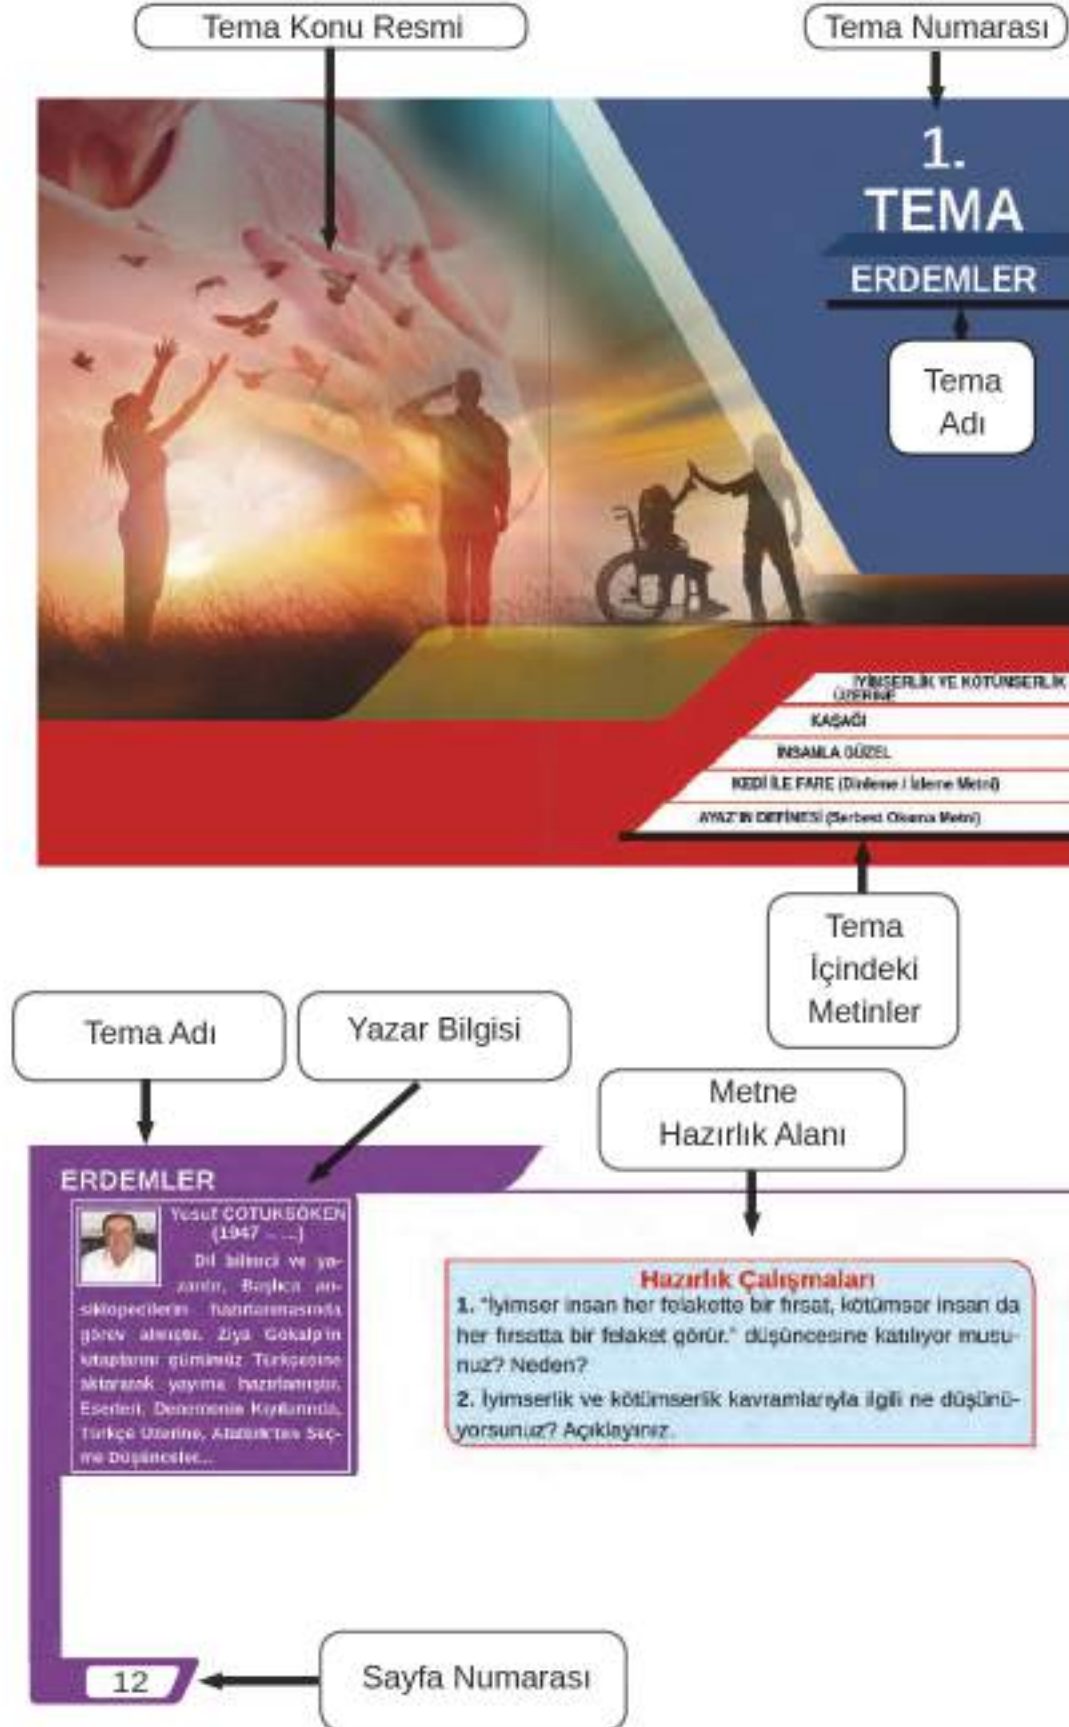 Tema Konu Resmi
Tema Numarası
1.
TEMA
ERDEMLER
Tema
Adı
İYİMSERLİK VE KÖTÜMSERLİK
ÜZERİNE
KAŞAĞI
İNSANLA GÜZEL
KEDİ İLE FARE (Dinleme / İzleme Metni)
AYAZ'IN DEFİNESİ (Serbest Okuma Metni)
Tema
İçindeki
Metinler
Tema Adı
Yazar Bilgisi
Metne
Hazırlık Alanı
ERDEMLER
Yusuf ÇOTUKSÖKEN
(1947 - ...)
Dil bilimci ve ya-
zardır. Başlıca an-
siklopedilerin hazırlanmasında
görev almıştır. Ziya Gökalp'in
kitaplarını günümüz Türkçesine
aktararak yayıma hazırlamıştır.
Eserleri, Denemenin Kıyılarında,
Türkçe Üzerine, Atatürk'ten Seç-
me Düşünceler...
Hazırlık Çalışmaları
1. "İyimser insan her felakette bir fırsat, kötümser insan da
her fırsatta bir felaket görür." düşüncesine katılıyor musu-
nuz? Neden?
2. İyimserlik ve kötümserlik kavramlarıyla ilgili ne düşünü-
yorsunuz? Açıklayınız.
12
Sayfa Numarası